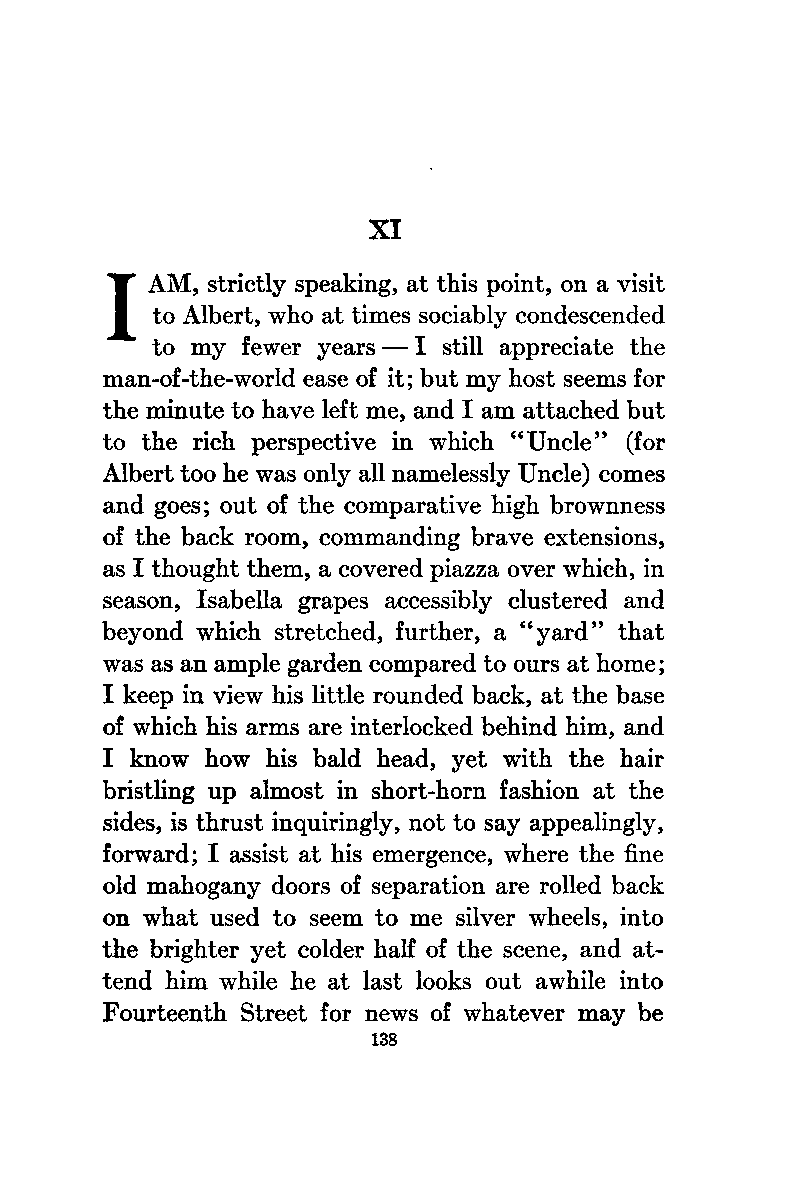 XI
I AM, strictly speaking, at this point, on a visit
to Albert, who at times sociably condescended
to my fewer years — I still appreciate the
man-of-the-world ease of it; but my host seems for
the minute to have left me, and I am attached but
to the rich perspective in which “Uncle” (for
Albert too he was only all namelessly Uncle) comes
and goes; out of the comparative high brownness
of the back room, commanding brave extensions,
as I thought them, a covered piazza over which, in
season, Isabella grapes accessibly clustered and
beyond which stretched, further, a “yard” that
was as an ample garden compared to ours at home;
I keep in view his little rounded back, at the base
of which his arms are interlocked behind him, and
I know how his bald head, yet with the hair
bristling up almost in short-horn fashion at the
sides, is thrust inquiringly, not to say appealingly,
forward; I assist at his emergence, where the fine
old mahogany doors of separation are rolled back
on what used to seem to me silver wheels, into
the brighter yet colder half of the scene, and at-
tend him while he at last looks out awhile into
Fourteenth Street for news of whatever may be
138